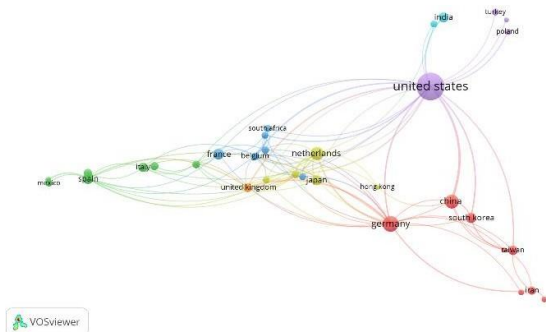 turkey
india
poland
united states
south africa
france
belgium
netherlands
italy
spain
mexico
united kingdom
japan
hong kong
china
south korea
germany
taiwan
iran
VOSviewer